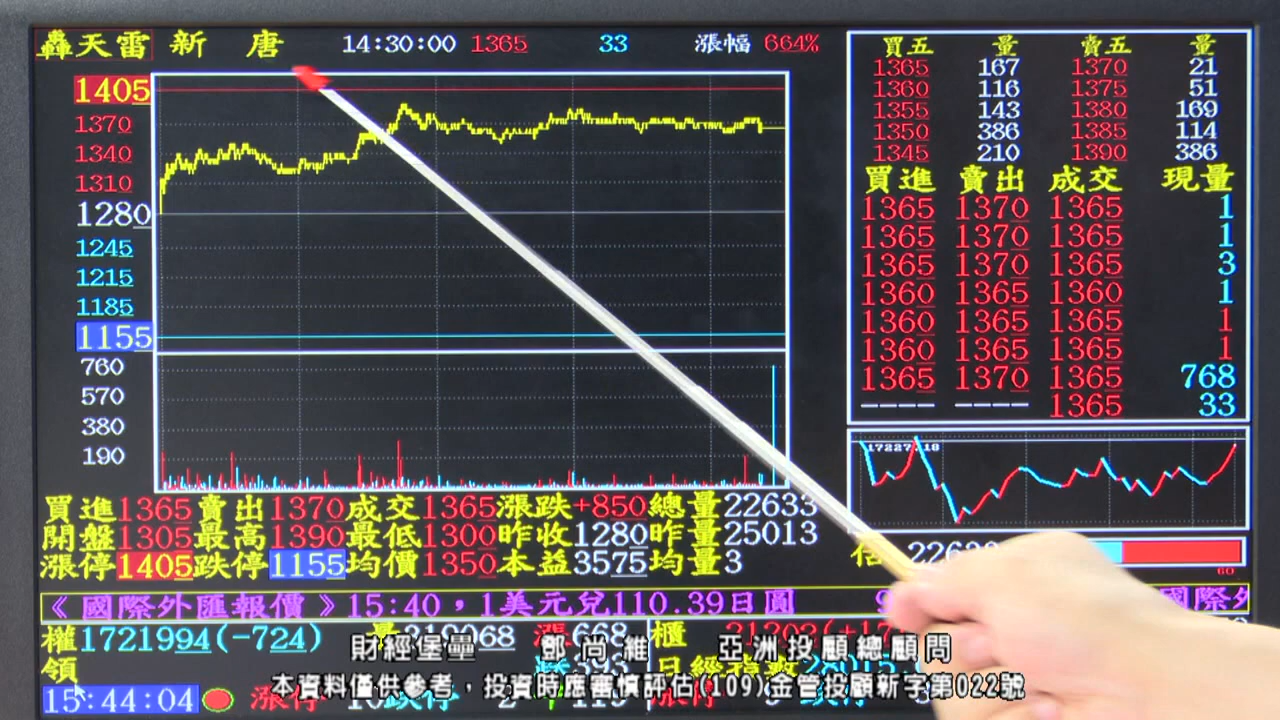 轟天雷 新 唐 14:30:00 1365 33 漲幅 664%
1405
1370
1340
1310
1280
1245
1215
1185
1155
760
570
380
190
買五 量 賣五 量
1365 167 1370 21
1360 116 1375 51
1355 143 1380 169
1350 386 1385 114
1345 210 1390 386
買進 賣出 成交 現量
1365 1370 1365 1
1365 1370 1365 1
1365 1370 1365 3
1360 1365 1360 1
1360 1365 1365 1
1360 1365 1365 1
1365 1370 1365 768
---- ---- 1365 33
買進1365賣出1370成交1365漲跌+850總量22633
開盤1305最高1390最低1300昨收1280昨量25013
漲停1405跌停1155均價1350本益3575均量3
60
《國際外匯報價》15:40，1美元兌110.39日圓
權1721994(-724) 漲668 櫃
領
15:44:04
財經堡壘 鄧尚維 亞洲投顧總顧問
本資料僅供參考，投資時應審慎評估(109)金管投顧新字第022號